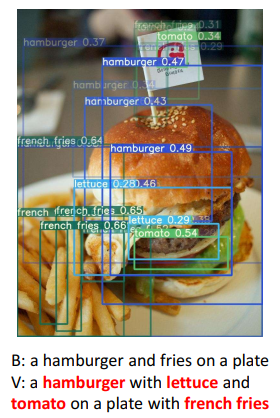 french fries 0.31
tomato 0.34
0.29
hamburger 0.37
hamburger 0.47
hamburger 0.34
hamburger 0.43
french fries 0.64
hamburger 0.49
lettuce 0.28
0.46
french
french fries 0.65
lettuce 0.29
french fries 0.66
tomato 0.54
B: a hamburger and fries on a plate
V: a hamburger with lettuce and
tomato on a plate with french fries